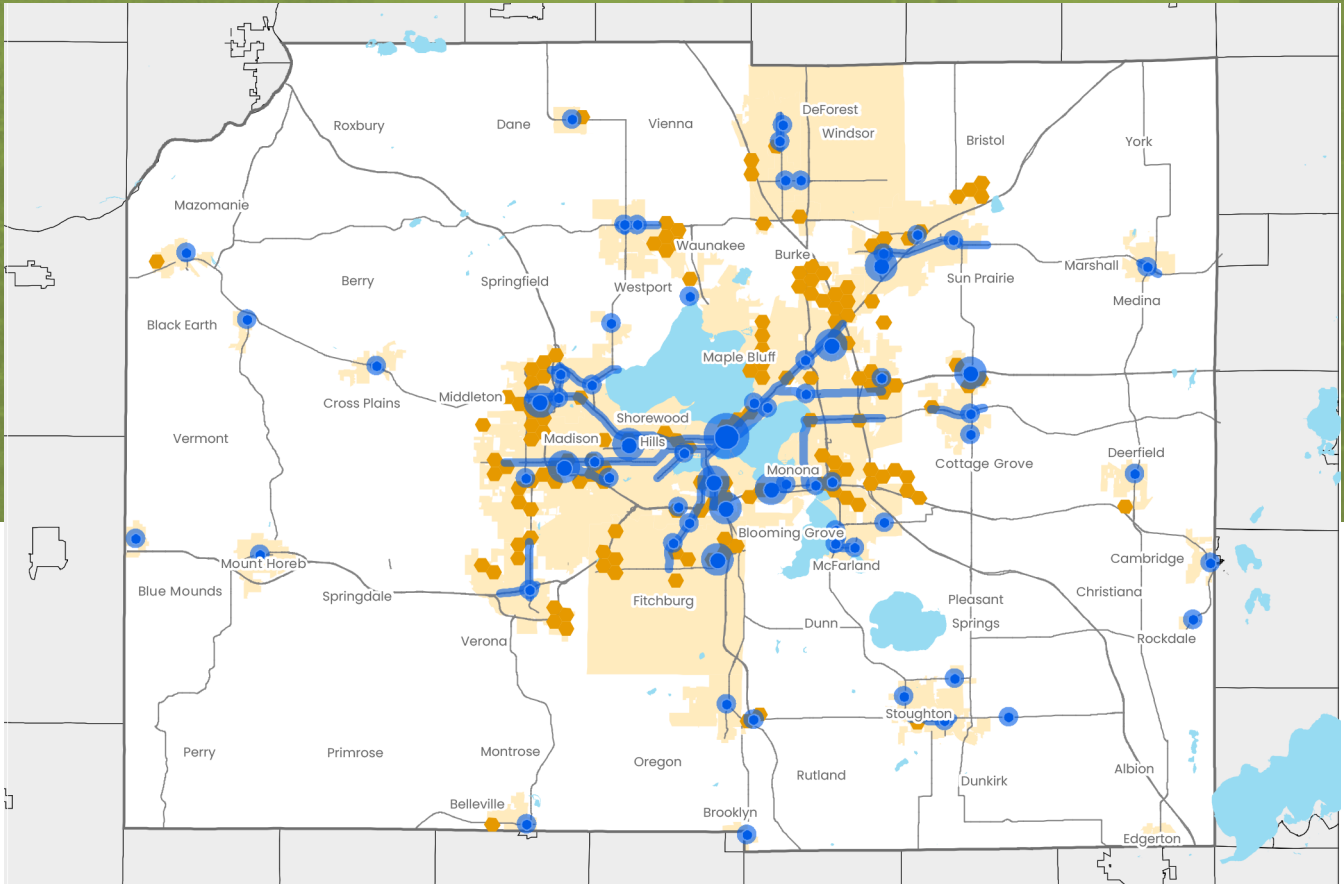 DeForest
Windsor
Roxbury
Dane
Vienna
Bristol
York
Mazomanie
Waunakee
Burke
Marshall
Berry
Springfield
Westport
Sun Prairie
Medina
Black Earth
Maple Bluff
Cross Plains
Middleton
Shorewood
Hills
Vermont
Madison
Deerfield
Cottage Grove
Monona
Blooming Grove
Mount Horeb
McFarland
Cambridge
Blue Mounds
Springdale
Fitchburg
Pleasant
Springs
Christiana
Verona
Dunn
Rockdale
Stoughton
Perry
Primrose
Montrose
Oregon
Rutland
Dunkirk
Albion
Belleville
Brooklyn
Edgerton